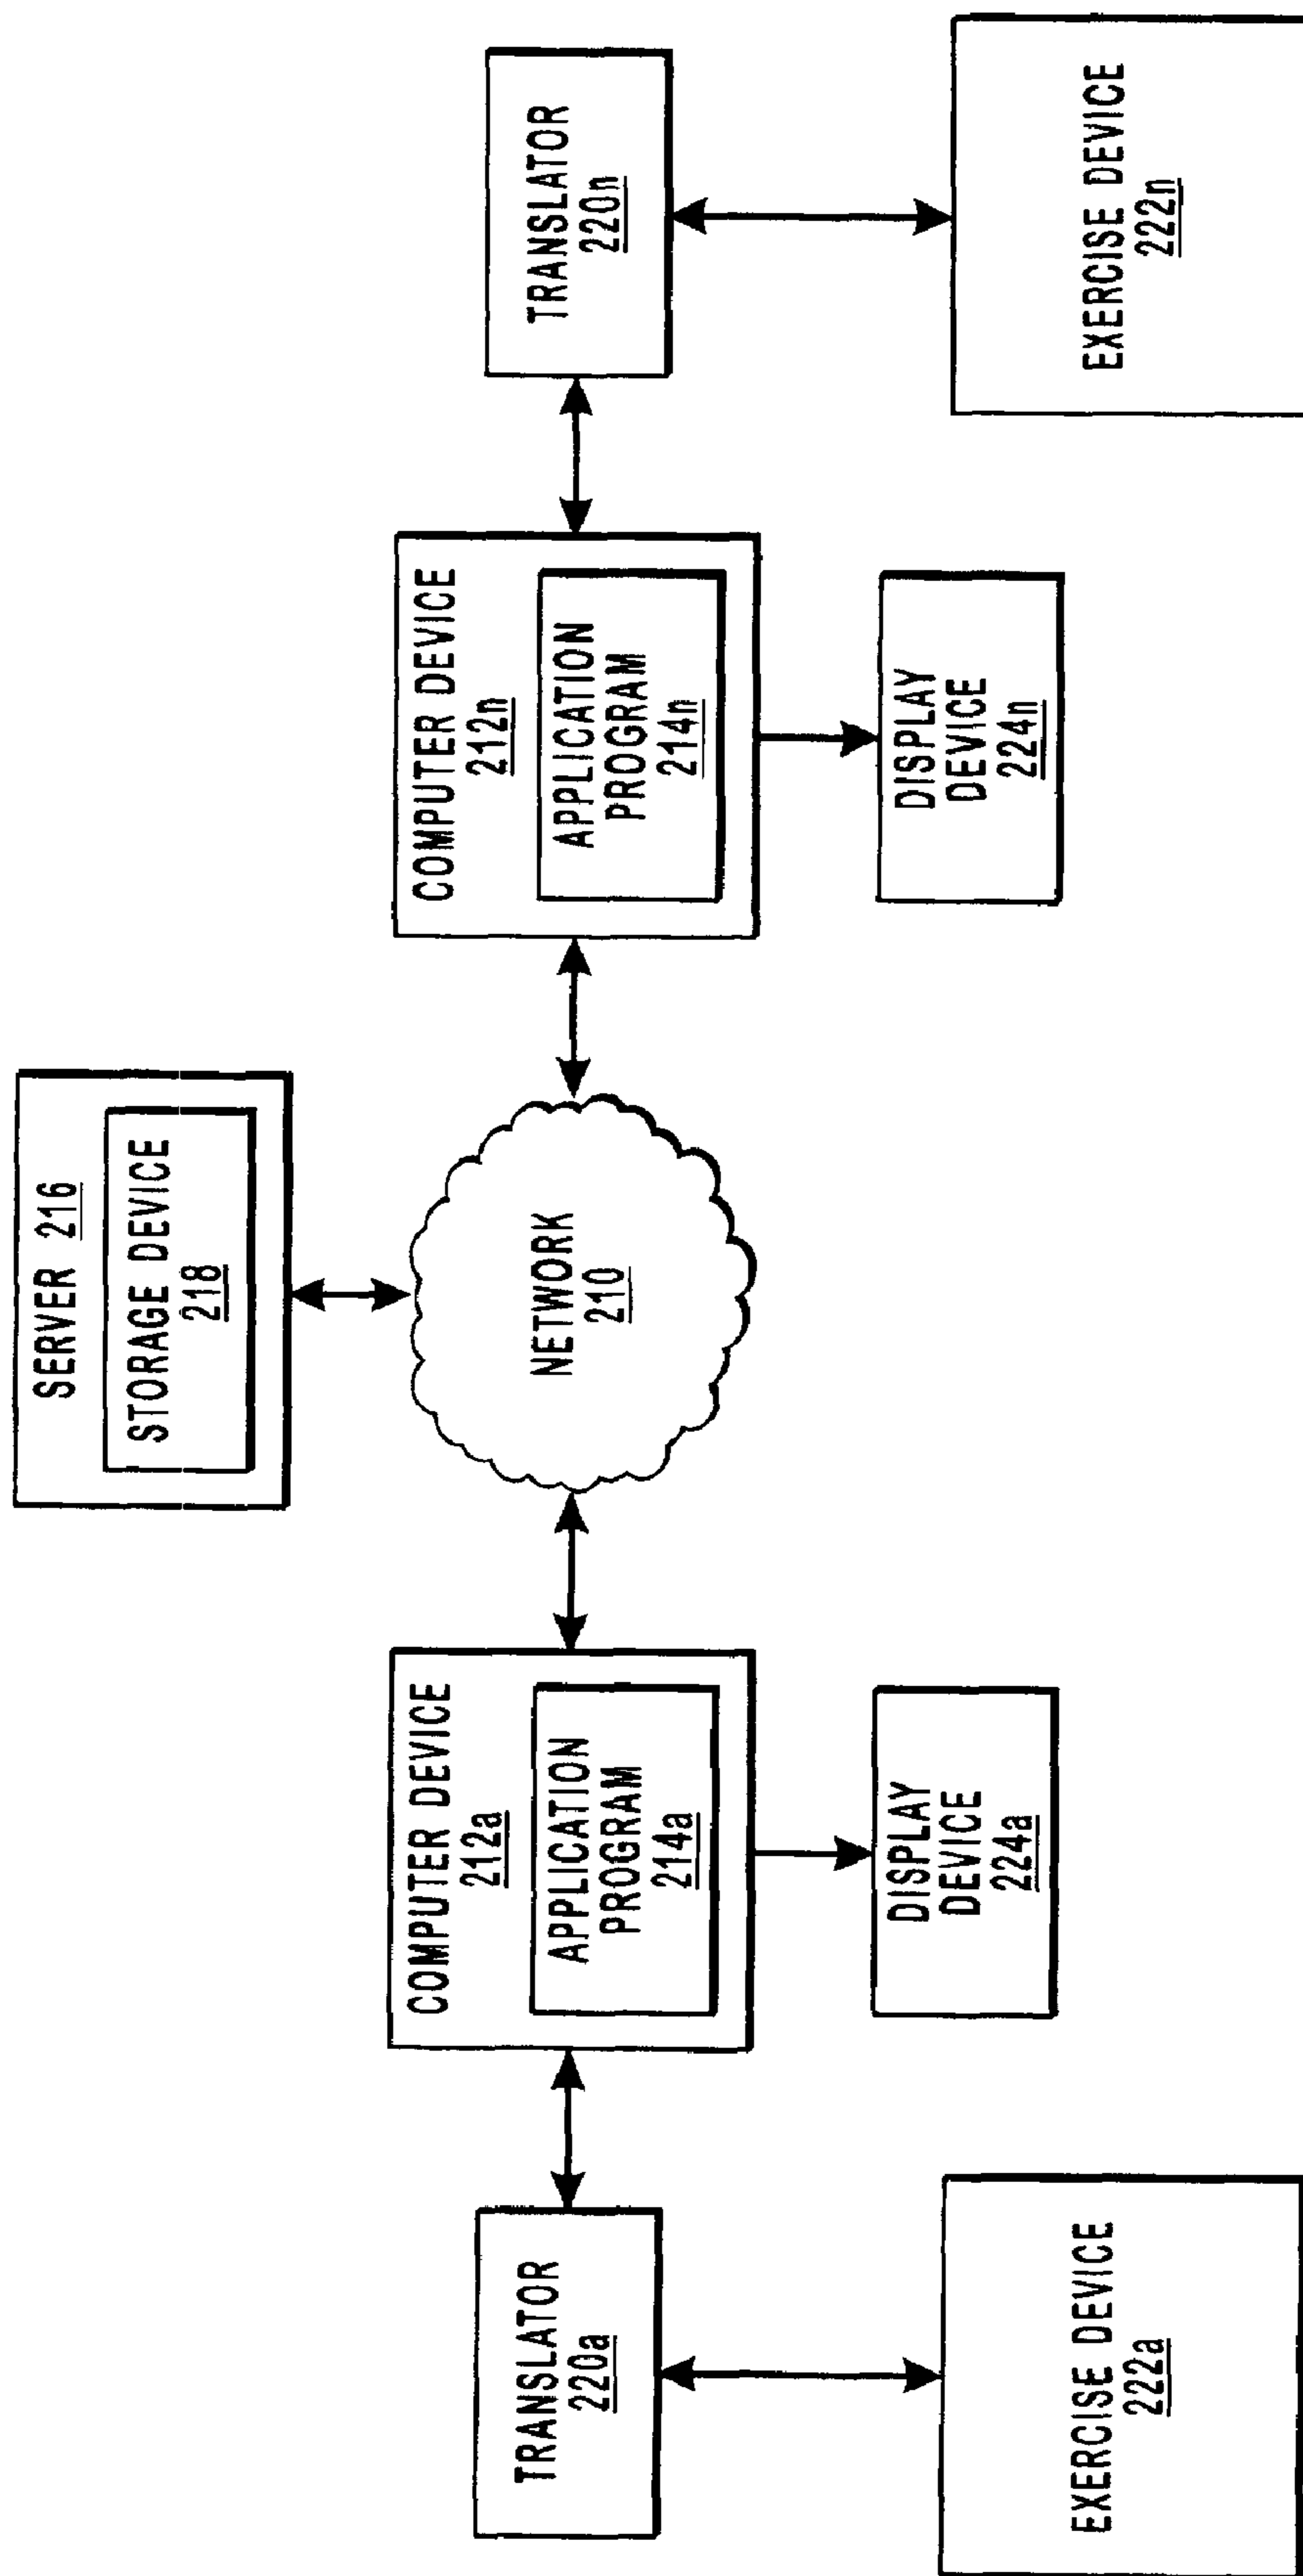 SERVER 216
STORAGE DEVICE
218
NETWORK
210
TRANSLATOR
220a
COMPUTER DEVICE
212a
APPLICATION
PROGRAM
214a
COMPUTER DEVICE
212n
APPLICATION
PROGRAM
214n
TRANSLATOR
220n
EXERCISE DEVICE
222a
DISPLAY
DEVICE
224a
DISPLAY
DEVICE
224n
EXERCISE DEVICE
222n